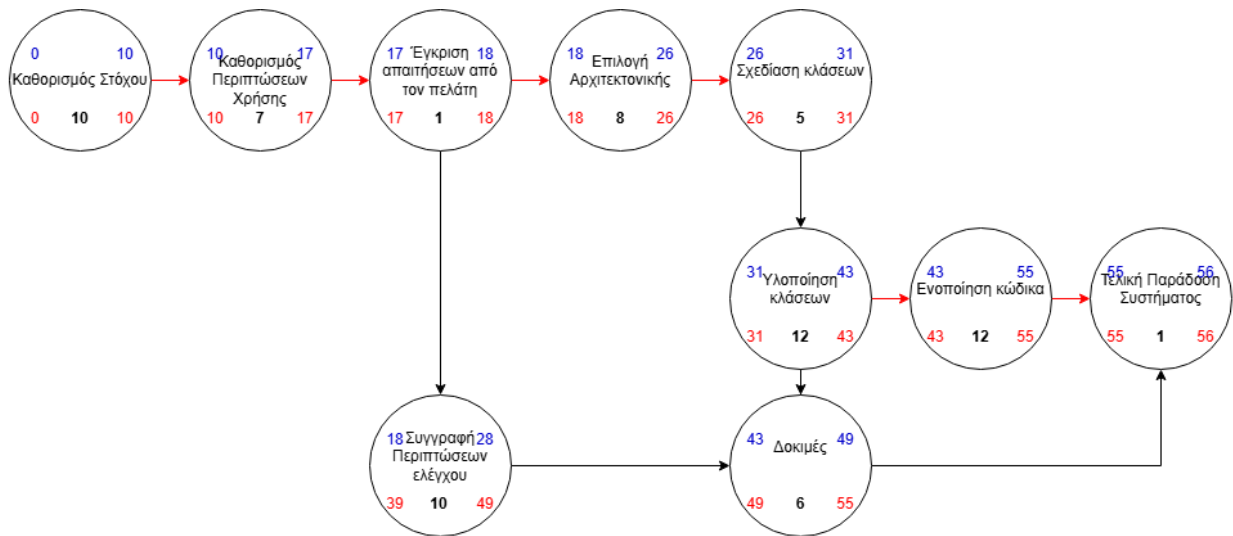 0 10
Καθορισμός Στόχου
0 10 10
10 17
Καθορισμός
Περιπτώσεων
Χρήσης
10 7 17
17 Έγκριση 18
απαιτήσεων από
τον πελάτη
17 1 18
18 Επιλογή 26
Αρχιτεκτονικής
18 8 26
26 31
Σχεδίαση κλάσεων
26 5 31
31 Υλοποίηση 43
κλάσεων
31 12 43
43 55
Ενοποίηση κώδικα
43 12 55
55 56
Τελική Παράδοση
Συστήματος
55 1 56
18 Συγγραφή 28
Περιπτώσεων
ελέγχου
39 10 49
43 Δοκιμές 49
49 6 55